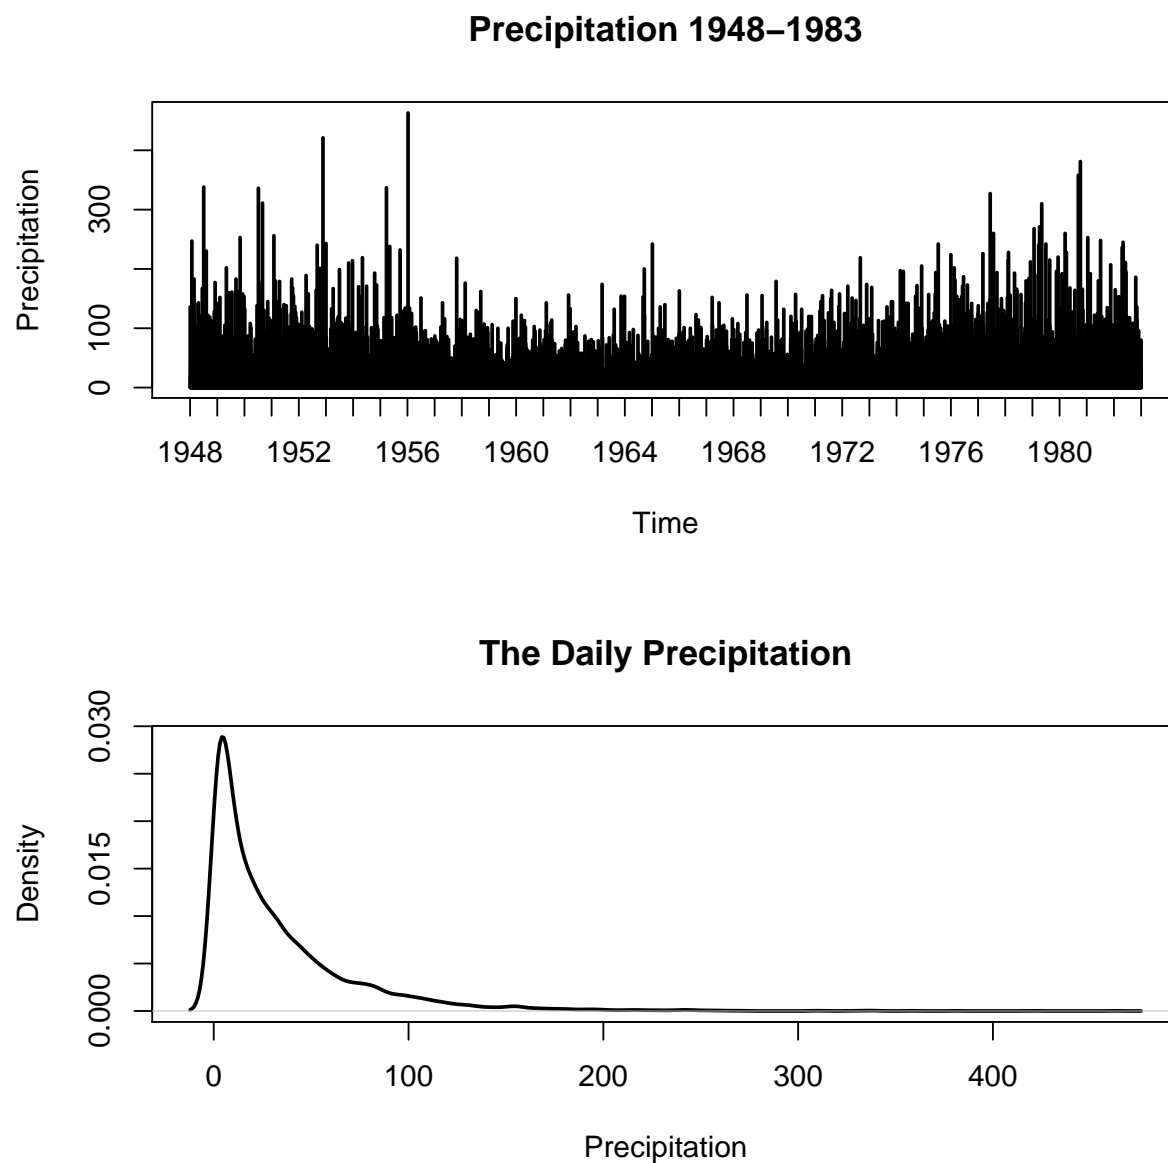 Precipitation 1948–1983
Precipitation
0 100 300
1948 1952 1956 1960 1964 1968 1972 1976 1980
Time
The Daily Precipitation
Density
0.000 0.015 0.030
0 100 200 300 400
Precipitation